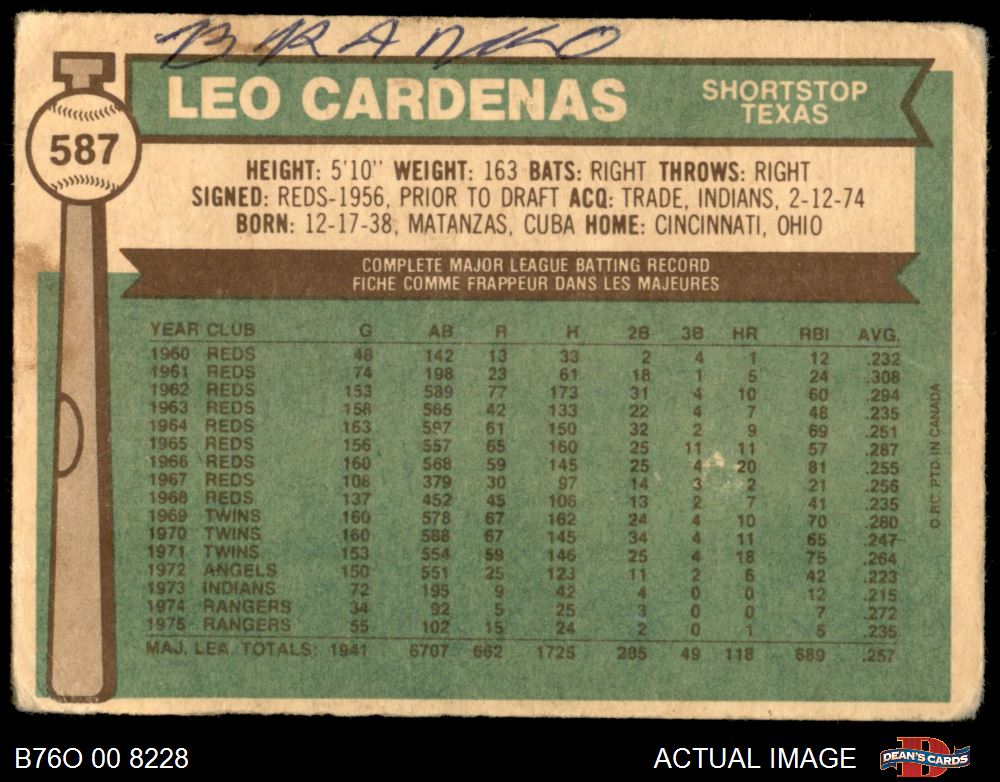 BRANKO
LEO CARDENAS
SHORTSTOP
TEXAS
587
HEIGHT: 5'10" WEIGHT: 163 BATS: RIGHT THROWS: RIGHT
SIGNED: REDS-1956, PRIOR TO DRAFT ACQ: TRADE, INDIANS, 2-12-74
BORN: 12-17-38, MATANZAS, CUBA HOME: CINCINNATI, OHIO
COMPLETE MAJOR LEAGUE BATTING RECORD
FICHE COMME FRAPPEUR DANS LES MAJEURES
YEAR CLUB G AB R H 2B 3B HR RBI AVG.
1960 REDS 48 142 13 33 2 4 1 12 .232
1961 REDS 74 198 23 61 18 1 5 24 .308
1962 REDS 153 589 77 173 31 4 10 60 .294
1963 REDS 158 565 42 133 22 4 7 48 .235
1964 REDS 163 597 61 150 32 2 9 69 .251
1965 REDS 156 557 65 160 25 11 11 57 .287
1966 REDS 160 568 59 145 25 4 20 81 .255
1967 REDS 108 379 30 97 14 3 2 21 .256
1968 REDS 137 452 45 106 13 2 7 41 .235
1969 TWINS 160 578 67 162 24 4 10 70 .280
1970 TWINS 160 588 67 145 34 4 11 65 .247
1971 TWINS 153 554 59 146 25 4 18 75 .264
1972 ANGELS 150 551 25 123 11 2 6 42 .223
1973 INDIANS 72 195 9 42 4 0 0 12 .215
1974 RANGERS 34 92 5 25 3 0 0 7 .272
1975 RANGERS 55 102 15 24 2 0 1 5 .235
MAJ. LEA. TOTALS: 1941 6707 662 1725 285 49 118 689 .257
O.P.C. PTD. IN CANADA
B76O 00 8228
ACTUAL IMAGE
DEAN'S CARDS